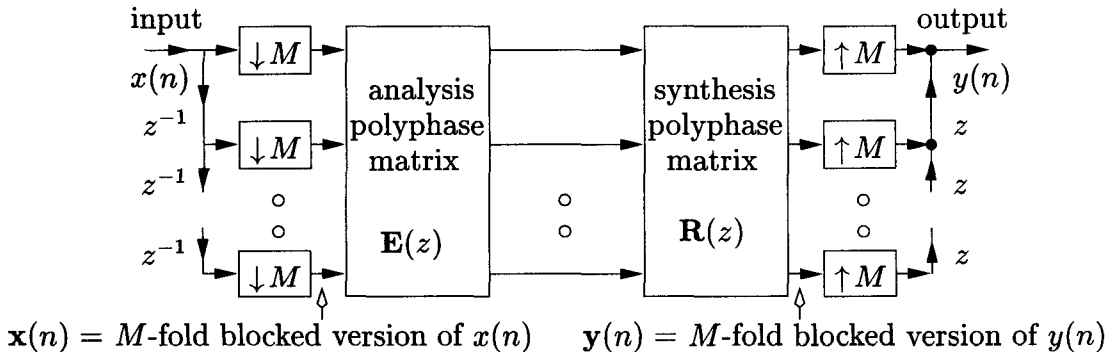 input output
↓M ↑M
x(n) y(n)
analysis polyphase matrix
synthesis polyphase matrix
z⁻¹ z
↓M ↑M
z⁻¹ z
E(z) R(z)
z⁻¹ z
↓M ↑M
x(n) = M-fold blocked version of x(n) y(n) = M-fold blocked version of y(n)